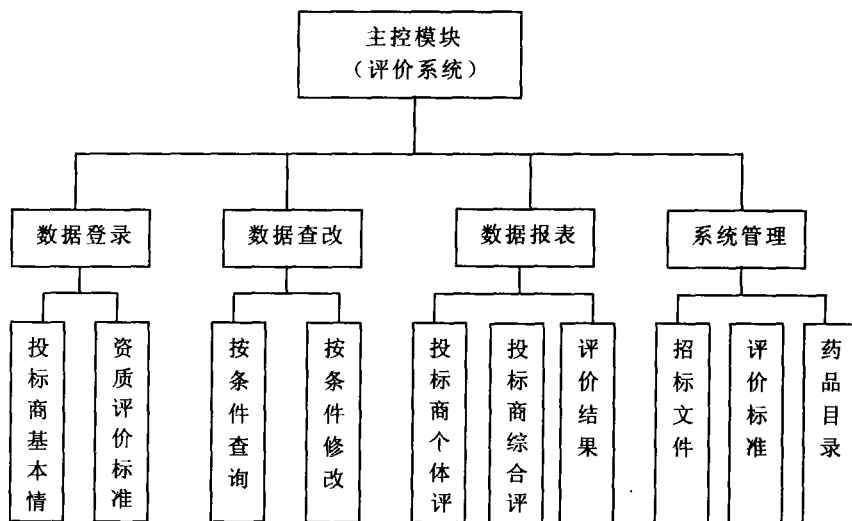 主控模块
（评价系统）
数据登录
数据查改
数据报表
系统管理
投标商基本情
资质评价标准
按条件查询
按条件修改
投标商个体评
投标商综合评
评价结果
招标文件
评价标准
药品目录